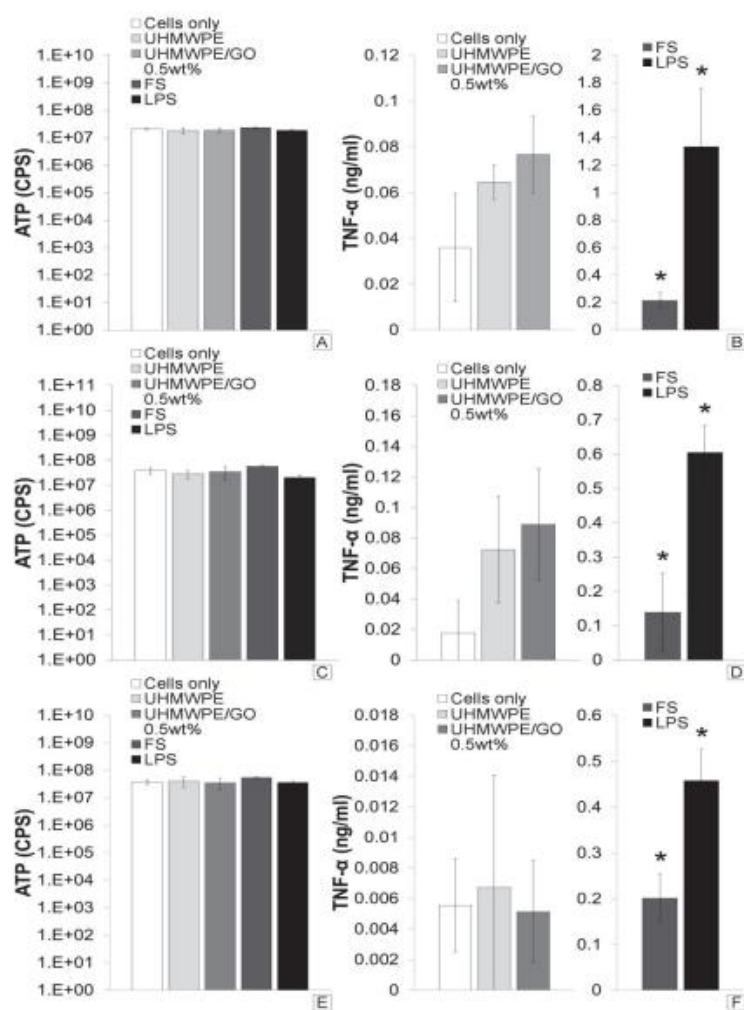 Cells only
UHMWPE
UHMWPE/GO
0.5wt%
FS
LPS
ATP (CPS)
1.E+10
1.E+09
1.E+08
1.E+07
1.E+06
1.E+05
1.E+04
1.E+03
1.E+02
1.E+01
1.E+00
A
Cells only
UHMWPE
UHMWPE/GO
0.5wt%
TNF-α (ng/ml)
0.12
0.1
0.08
0.06
0.04
0.02
0
FS
LPS
2
1.8
1.6
1.4
1.2
1
0.8
0.6
0.4
0.2
0
*
*
B
Cells only
UHMWPE
UHMWPE/GO
0.5wt%
FS
LPS
ATP (CPS)
1.E+11
1.E+10
1.E+09
1.E+08
1.E+07
1.E+06
1.E+05
1.E+04
1.E+03
1.E+02
1.E+01
1.E+00
C
Cells only
UHMWPE
UHMWPE/GO
0.5wt%
TNF-α (ng/ml)
0.18
0.16
0.14
0.12
0.1
0.08
0.06
0.04
0.02
0
FS
LPS
0.8
0.7
0.6
0.5
0.4
0.3
0.2
0.1
0
*
*
D
Cells only
UHMWPE
UHMWPE/GO
0.5wt%
FS
LPS
ATP (CPS)
1.E+10
1.E+09
1.E+08
1.E+07
1.E+06
1.E+05
1.E+04
1.E+03
1.E+02
1.E+01
1.E+00
E
Cells only
UHMWPE
UHMWPE/GO
0.5wt%
TNF-α (ng/ml)
0.018
0.016
0.014
0.012
0.01
0.008
0.006
0.004
0.002
0
FS
LPS
0.6
0.5
0.4
0.3
0.2
0.1
0
*
*
F